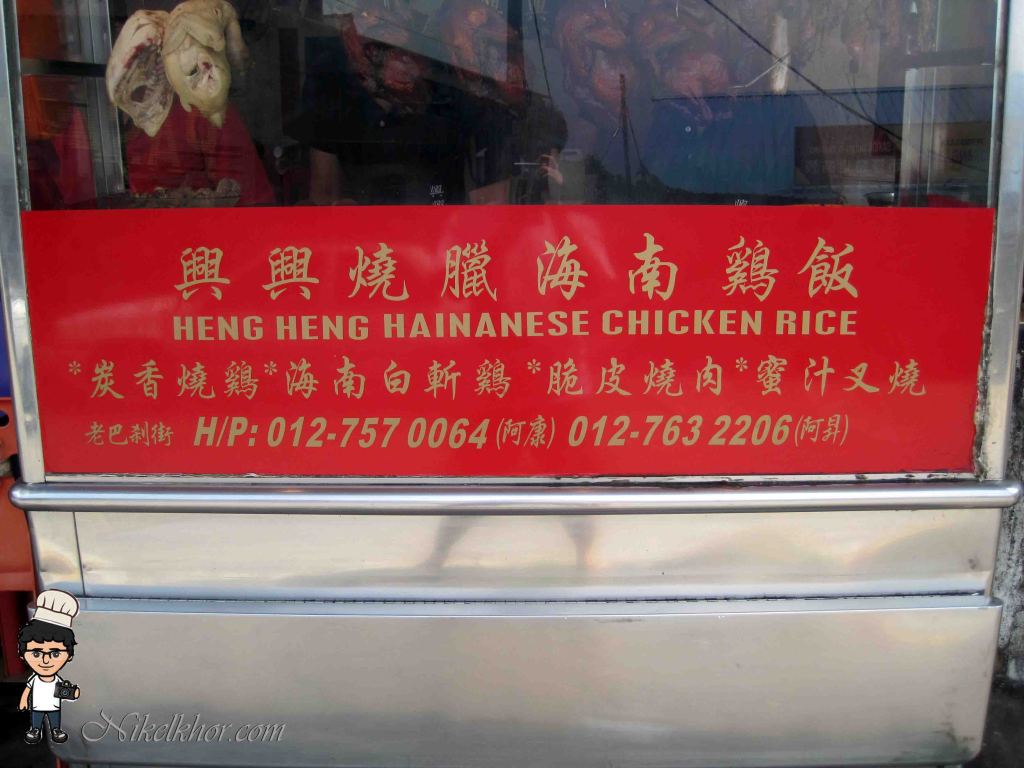 興興燒臘海南鷄飯
HENG HENG HAINANESE CHICKEN RICE
*炭香燒鷄*海南白斬鷄*脆皮燒肉*蜜汁叉燒
老巴刹街 H/P: 012-757 0064 (阿康) 012-763 2206 (阿昇)
Nikelkhor.com